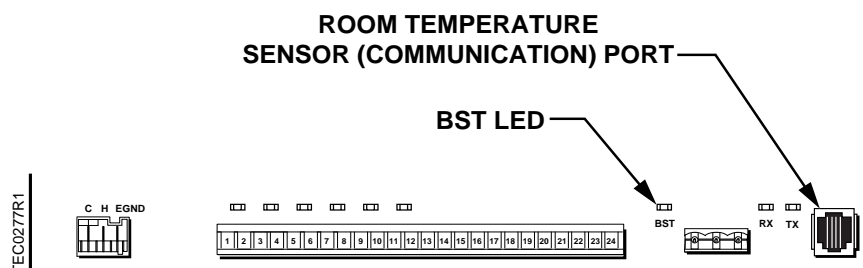 ROOM TEMPERATURE
SENSOR (COMMUNICATION) PORT
BST LED
TEC0277R1
C H EGND
BST
RX TX
1 2 3 4 5 6 7 8 9 10 11 12 13 14 15 16 17 18 19 20 21 22 23 24